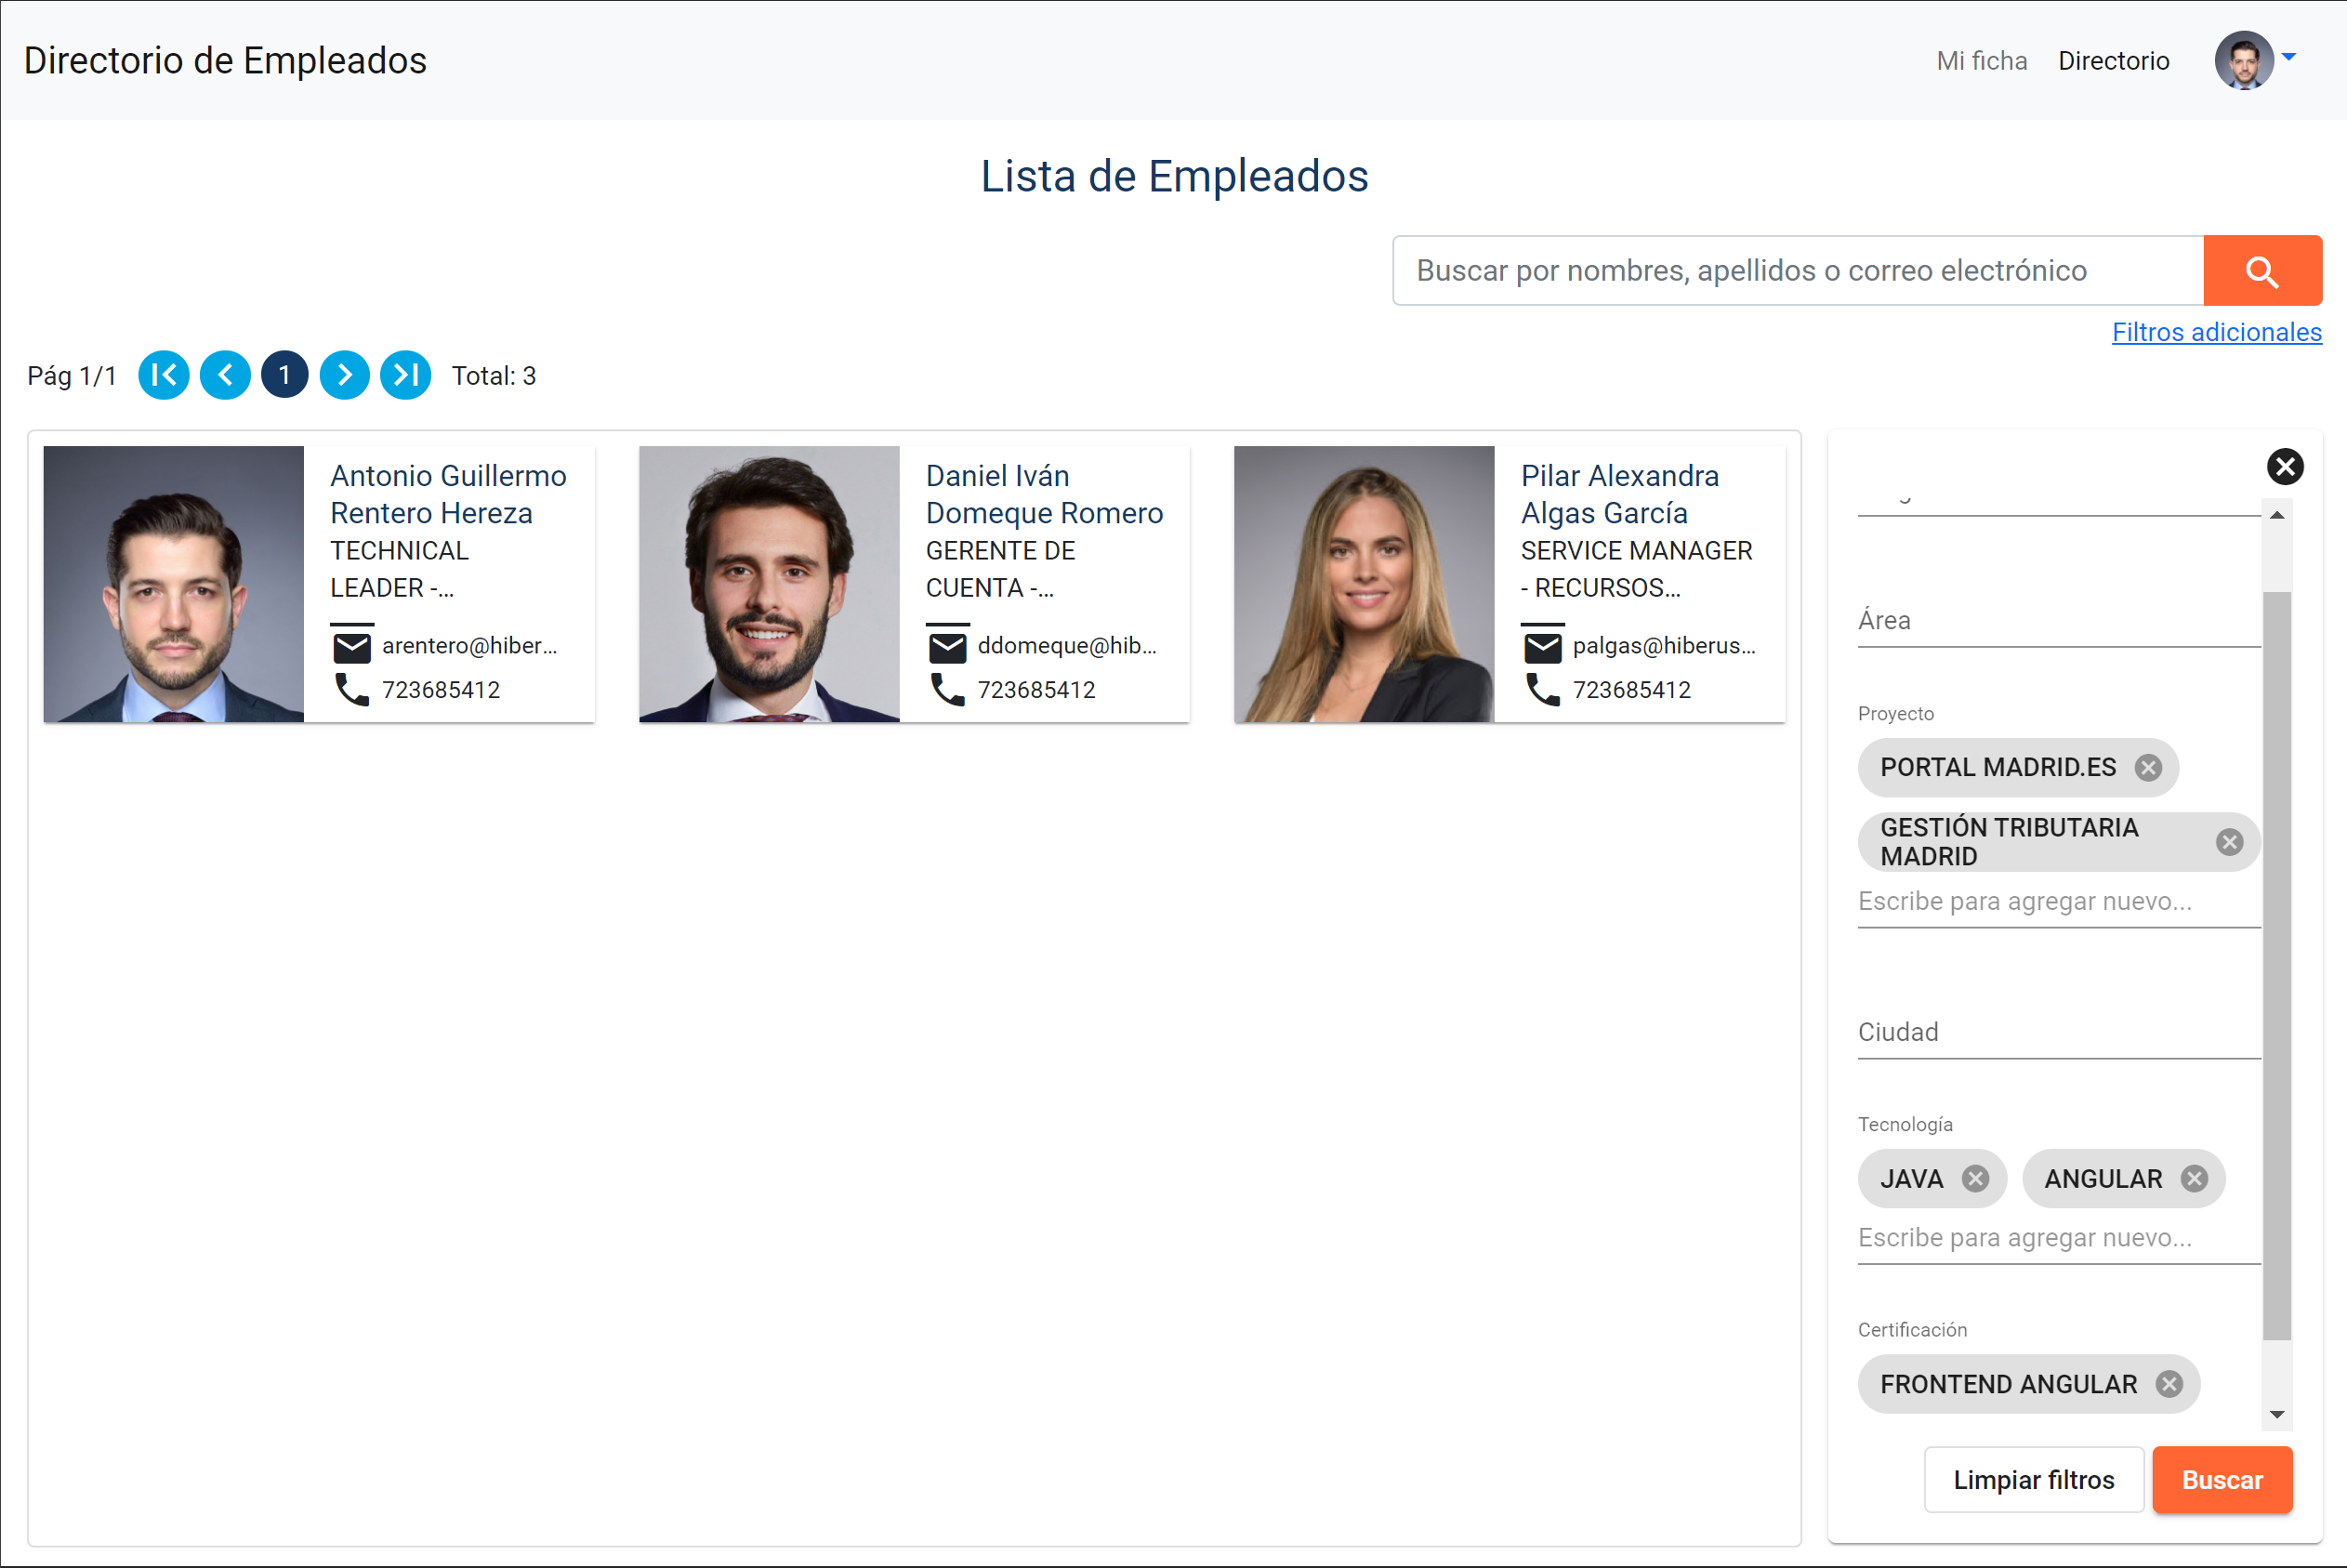 Directorio de Empleados
Mi ficha Directorio
Lista de Empleados
Buscar por nombres, apellidos o correo electrónico
Filtros adicionales
Pág 1/1 1 Total: 3
Antonio Guillermo
Rentero Hereza
TECHNICAL
LEADER -...
arentero@hiber...
723685412
Daniel Iván
Domeque Romero
GERENTE DE
CUENTA -...
ddomeque@hib...
723685412
Pilar Alexandra
Algas García
SERVICE MANAGER
- RECURSOS...
palgas@hiberus...
723685412
Área
Proyecto
PORTAL MADRID.ES
GESTIÓN TRIBUTARIA
MADRID
Escribe para agregar nuevo...
Ciudad
Tecnología
JAVA ANGULAR
Escribe para agregar nuevo...
Certificación
FRONTEND ANGULAR
Limpiar filtros Buscar